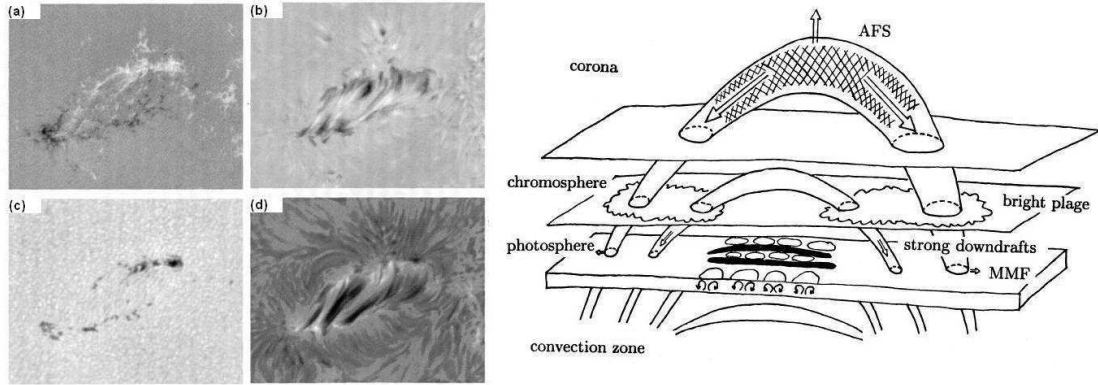 (a)
(b)
(c)
(d)
AFS
corona
chromosphere
bright plage
photosphere
strong downdrafts
MMF
convection zone